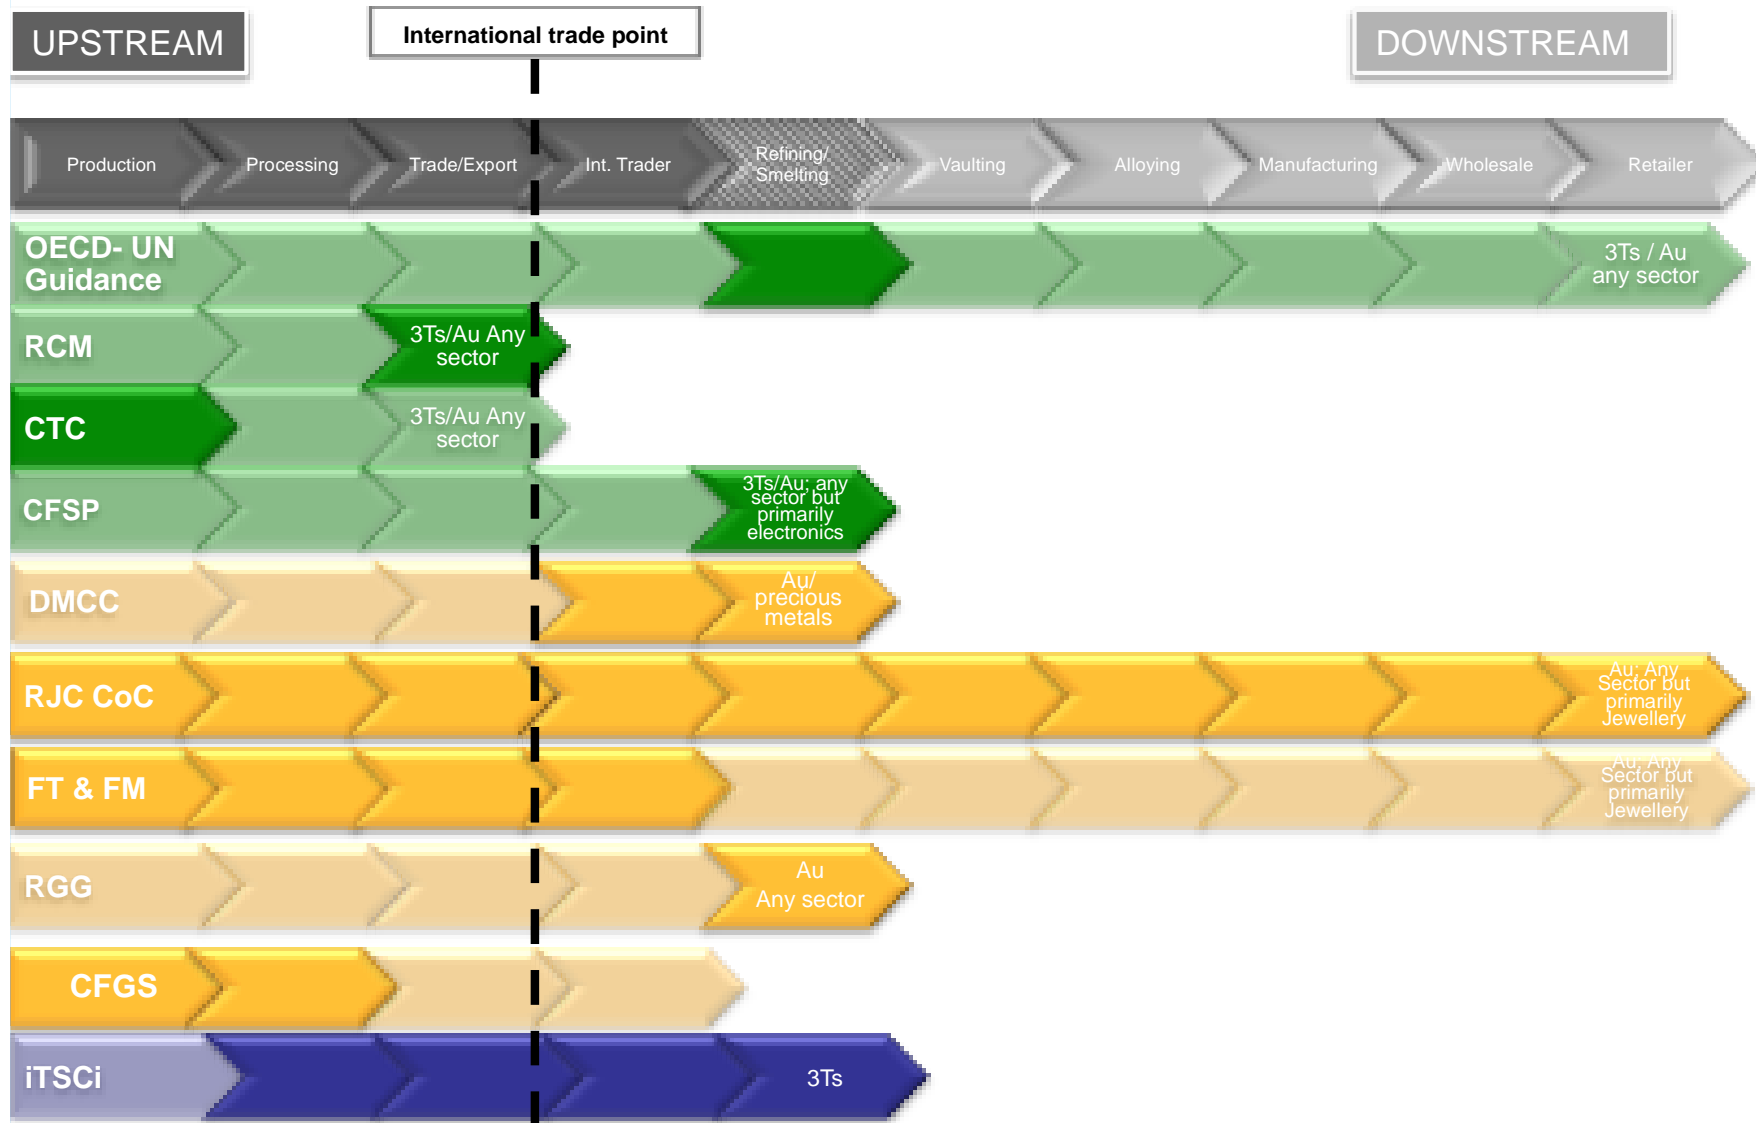 UPSTREAM
International trade point
DOWNSTREAM
Production
Processing
Trade/Export
Int. Trader
Refining/
Smelting
Vaulting
Alloying
Manufacturing
Wholesale
Retailer
OECD- UN
Guidance
3Ts / Au
any sector
RCM
3Ts/Au Any
sector
CTC
3Ts/Au Any
sector
CFSP
3Ts/Au; any
sector but
primarily
electronics
DMCC
Au/
precious
metals
RJC CoC
Au; Any
Sector but
primarily
Jewellery
FT & FM
Au; Any
Sector but
primarily
Jewellery
RGG
Au
Any sector
CFGS
iTSCi
3Ts